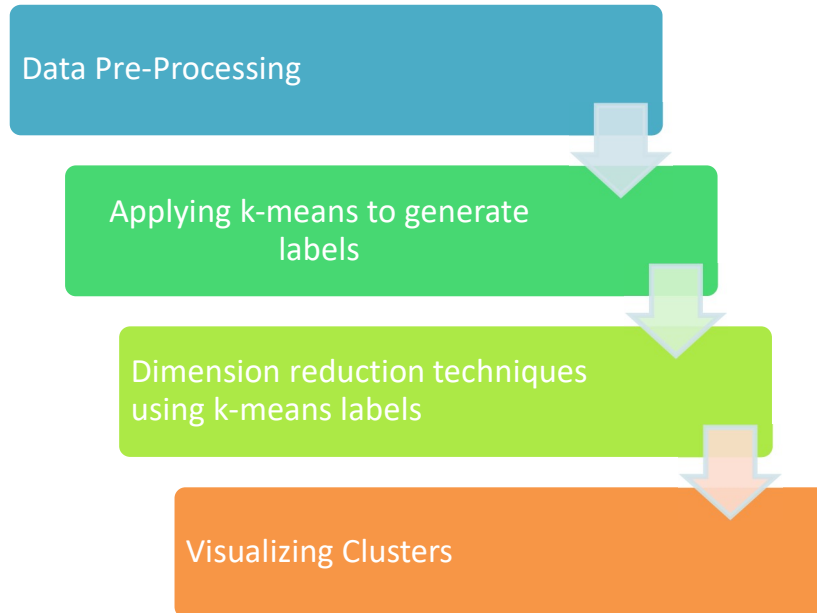 Data Pre-Processing
Applying k-means to generate
labels
Dimension reduction techniques
using k-means labels
Visualizing Clusters